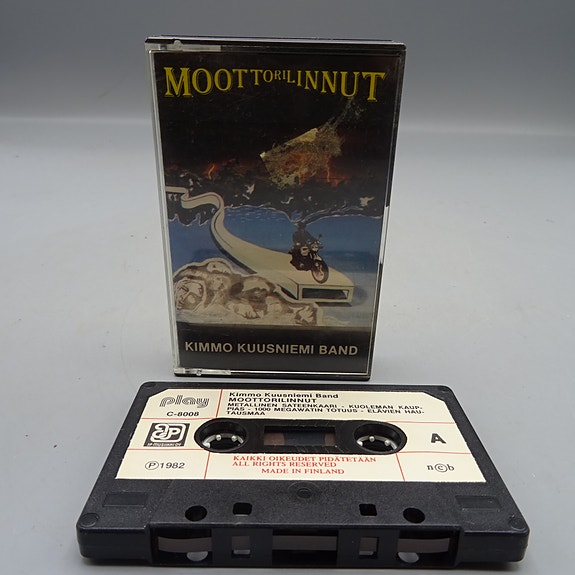 MOOTTORILINNUT
KIMMO KUUSNIEMI BAND
play
C-8008
Kimmo Kuusniemi Band
MOOTTORILINNUT
METALLINEN SATEENKAARI - KUOLEMAN KAUP-
PIAS - 1000 MEGAWATIN TOTUUS - ELÄVIEN HAU-
TAUSMAA
A
℗1982
KAIKKI OIKEUDET PIDÄTETÄÄN
ALL RIGHTS RESERVED
MADE IN FINLAND
ncb